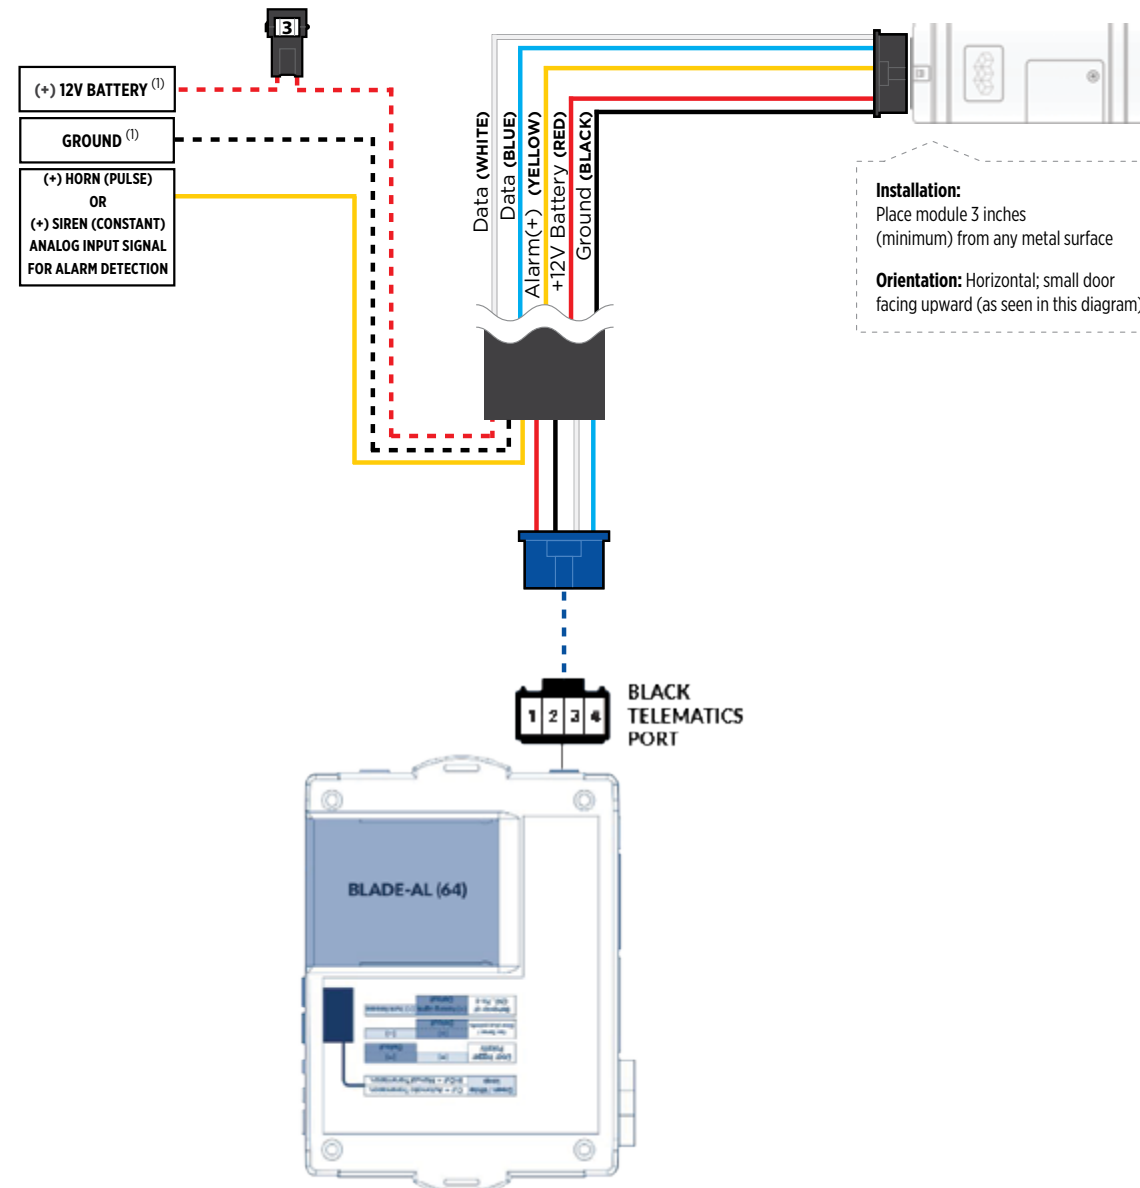 3
(+) 12V BATTERY (1)
GROUND (1)
(+) HORN (PULSE)
OR
(+) SIREN (CONSTANT)
ANALOG INPUT SIGNAL
FOR ALARM DETECTION
Data (WHITE)
Data (BLUE)
Alarm(+) (YELLOW)
+12V Battery (RED)
Ground (BLACK)
Installation:
Place module 3 inches
(minimum) from any metal surface
Orientation: Horizontal; small door
facing upward (as seen in this diagram)
1 2 3 4
BLACK
TELEMATICS
PORT
BLADE-AL (64)